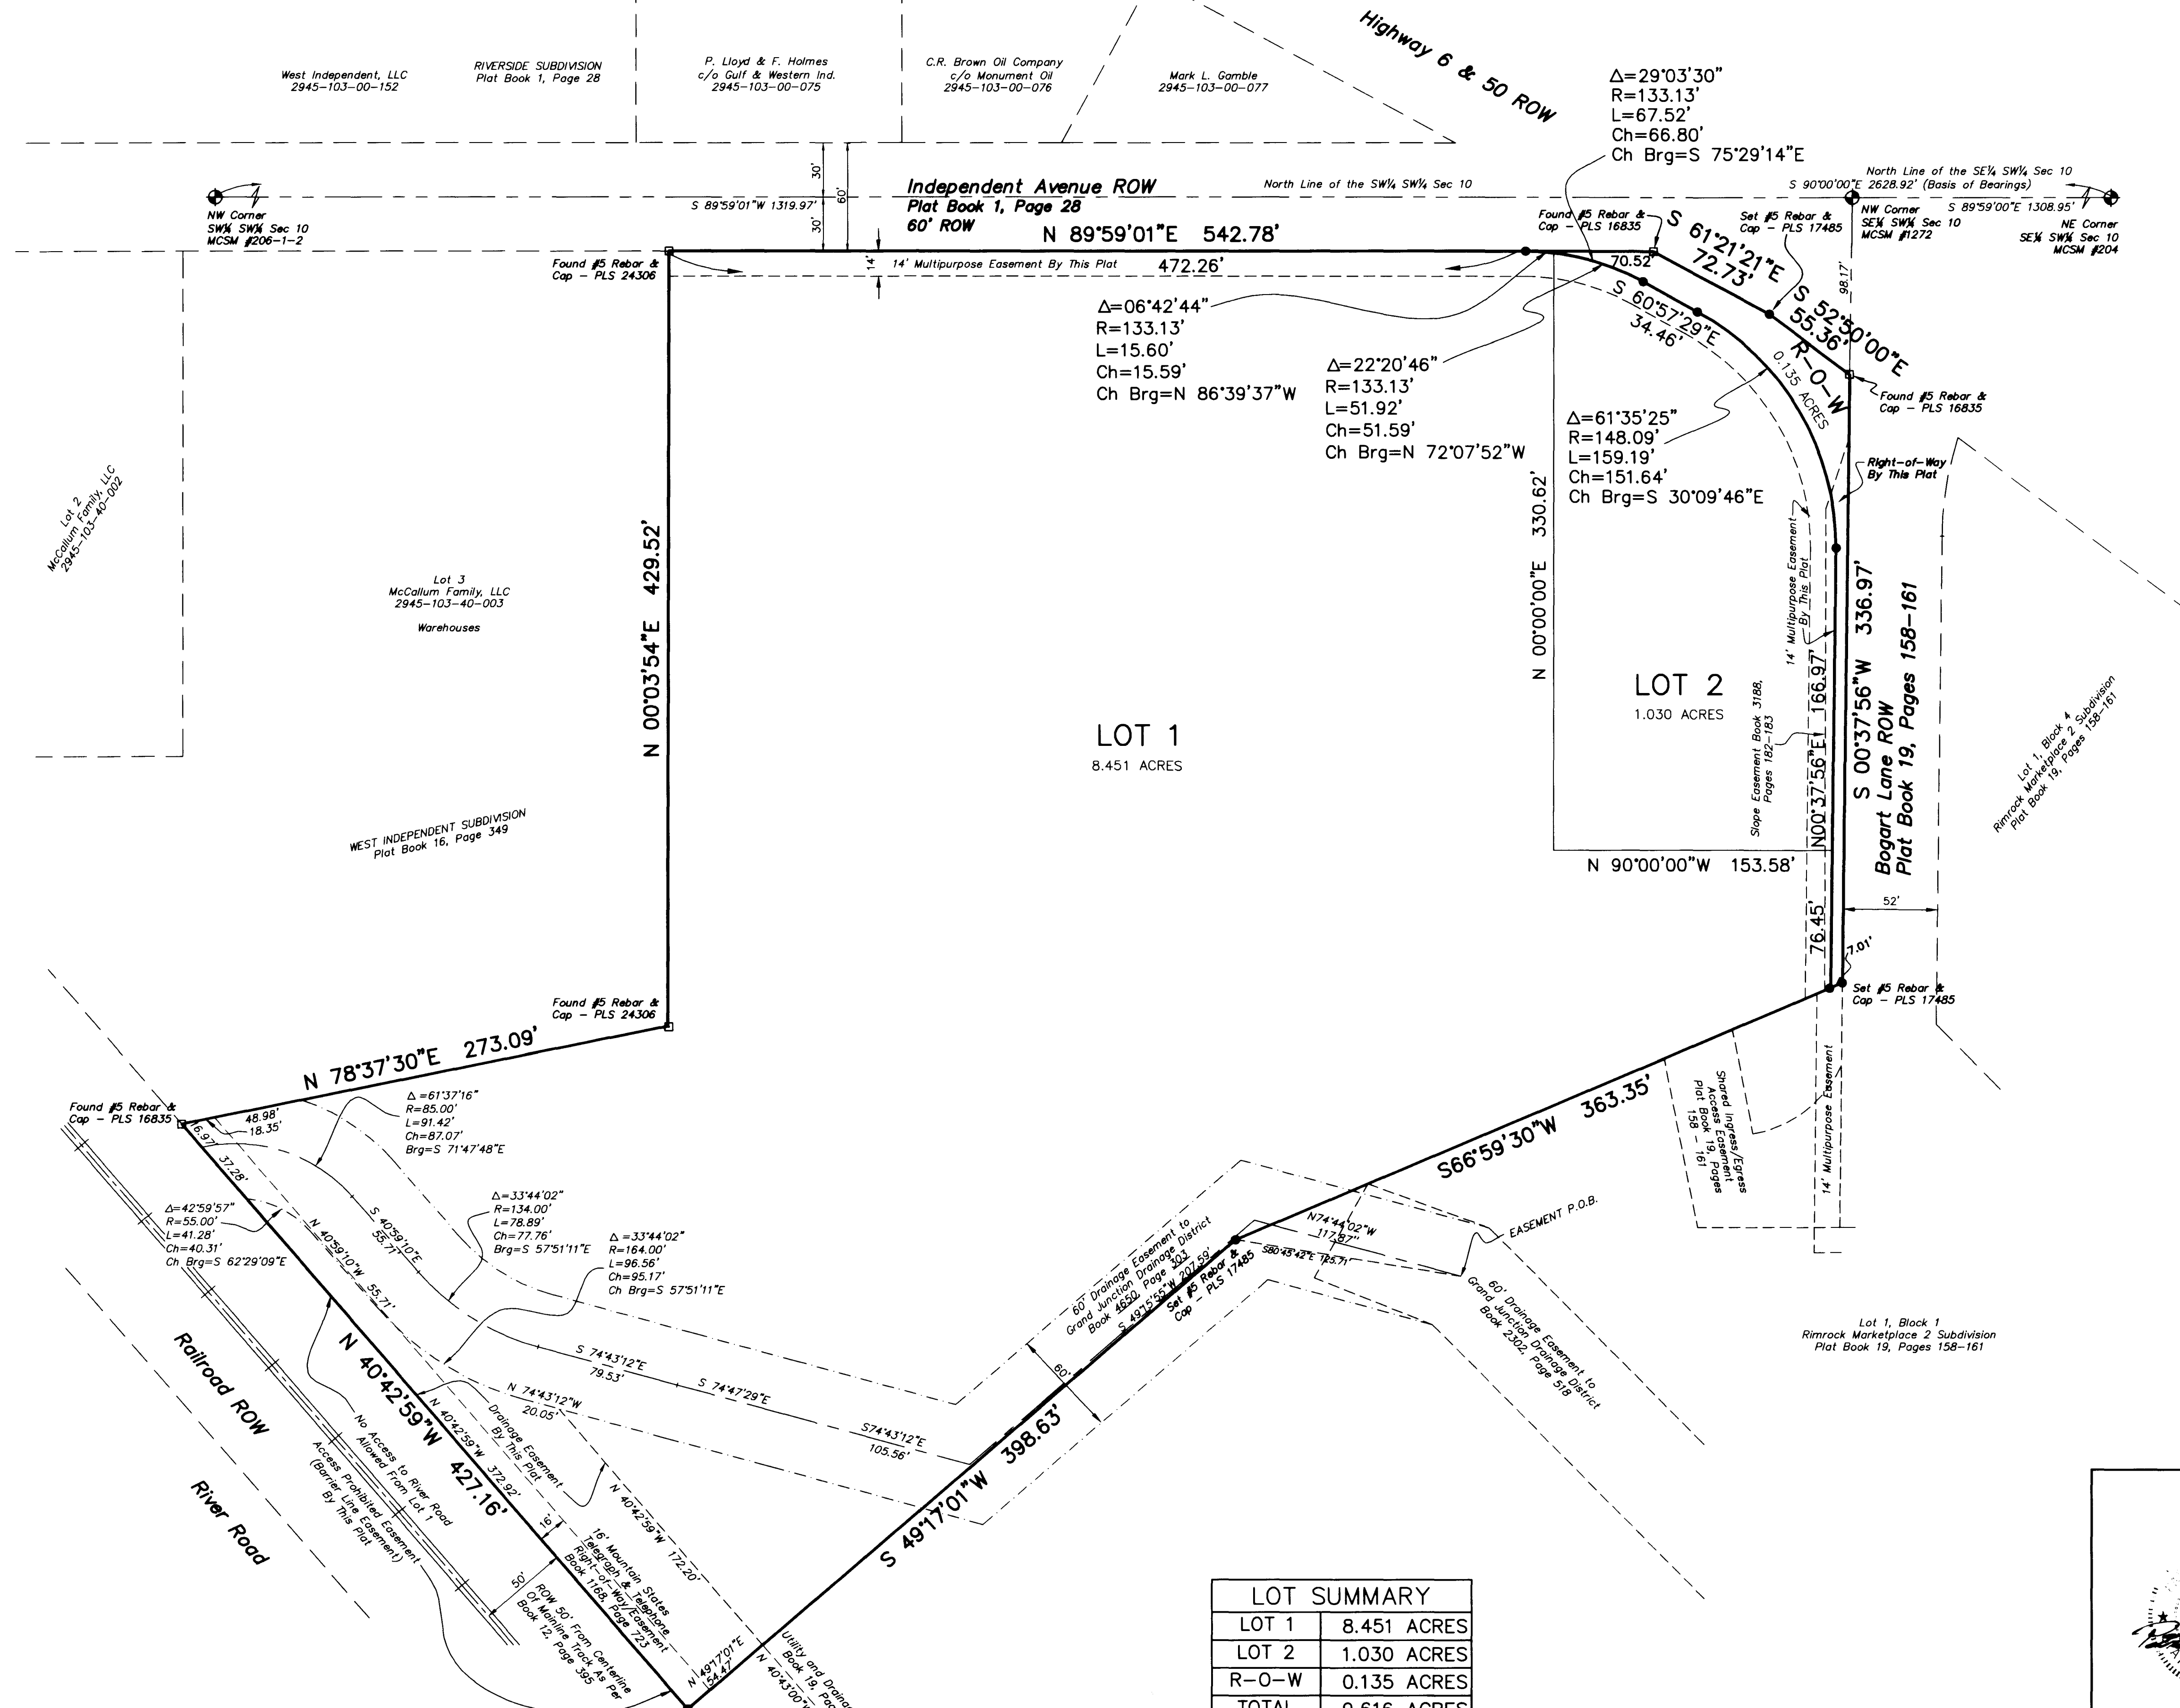 West Independent, LLC
2945-103-00-152
RIVERSIDE SUBDIVISION
Plat Book 1, Page 28
P. Lloyd & F. Holmes
c/o Gulf & Western Ind.
2945-103-00-075
C.R. Brown Oil Company
c/o Monument Oil
2945-103-00-076
Mark L. Gamble
2945-103-00-077
Highway 6 & 50 ROW
Δ=29°03'30"
R=133.13'
L=67.52'
Ch=66.80'
Ch Brg=S 75°29'14"E
30'
30'
60'
Independent Avenue ROW
Plat Book 1, Page 28
60' ROW
North Line of the SW¼ SW¼ Sec 10
North Line of the SE¼ SW¼ Sec 10
S 90°00'00"E 2628.92' (Basis of Bearings)
NW Corner
SW¼ SW¼ Sec 10
MCSM #206-1-2
S 89°59'01"W 1319.97'
N 89°59'01"E 542.78'
Found #5 Rebar &
Cap - PLS 16835
Set #5 Rebar &
Cap - PLS 17485
NW Corner
SE¼ SW¼ Sec 10
MCSM #1272
S 89°59'00"E 1308.95'
NE Corner
SE¼ SW¼ Sec 10
MCSM #204
98.17'
Found #5 Rebar &
Cap - PLS 24306
14'
14' Multipurpose Easement By This Plat
472.26'
70.52'
S 61°21'21"E
72.73'
S 52°50'00"E
55.36'
S 60°57'29"E
34.46'
R-O-W
0.135 ACRES
Δ=06°42'44"
R=133.13'
L=15.60'
Ch=15.59'
Ch Brg=N 86°39'37"W
Δ=22°20'46"
R=133.13'
L=51.92'
Ch=51.59'
Ch Brg=N 72°07'52"W
Δ=61°35'25"
R=148.09'
L=159.19'
Ch=151.64'
Ch Brg=S 30°09'46"E
Found #5 Rebar &
Cap - PLS 16835
Right-of-Way
By This Plat
Lot 2
McCallum Family, LLC
2945-103-40-002
Lot 3
McCallum Family, LLC
2945-103-40-003
Warehouses
N 00°03'54"E 429.52'
N 00°00'00"E 330.62'
14' Multipurpose Easement
By This Plat
LOT 1
8.451 ACRES
LOT 2
1.030 ACRES
Slope Easement Book 3188,
Pages 182-183
N00°37'56"E 166.97'
S 00°37'56"W 336.97'
Bogart Lane ROW
Plat Book 19, Pages 158-161
Lot 1, Block 4
Rimrock Marketplace 2 Subdivision
Plat Book 19, Pages 158-161
WEST INDEPENDENT SUBDIVISION
Plat Book 16, Page 349
N 90°00'00"W 153.58'
76.45'
52'
7.01'
Set #5 Rebar &
Cap - PLS 17485
Found #5 Rebar &
Cap - PLS 24306
N 78°37'30"E 273.09'
Found #5 Rebar &
Cap - PLS 16835
48.98'
18.35'
16.97'
37.28'
Δ=61°37'16"
R=85.00'
L=91.42'
Ch=87.07'
Brg=S 71°47'48"E
Δ=42°59'57"
R=55.00'
L=41.28'
Ch=40.31'
Ch Brg=S 62°29'09"E
S 40°59'10"E
55.71'
N 40°59'10"W 55.71'
Δ=33°44'02"
R=134.00'
L=78.89'
Ch=77.76'
Brg=S 57°51'11"E
Δ=33°44'02"
R=164.00'
L=96.56'
Ch=95.17'
Ch Brg=S 57°51'11"E
S66°59'30"W 363.35'
Shared Ingress/Egress
Access Easement
Plat Book 19, Pages
158 - 161
14' Multipurpose Easement
60' Drainage Easement to
Grand Junction Drainage District
Book 4650, Page 303
S 49°15'55"W 207.59'
Set #5 Rebar &
Cap - PLS 17485
N74°44'02"W
117.87"
S80°45'42"E 125.71'
EASEMENT P.O.B.
60' Drainage Easement to
Grand Junction Drainage District
Book 2302, Page 518
Lot 1, Block 1
Rimrock Marketplace 2 Subdivision
Plat Book 19, Pages 158-161
S 74°43'12"E
79.53'
S 74°47'29"E
S74°43'12"E
105.56'
N 74°43'12"W
20.05'
60'
S 49°17'01"W 398.63'
Railroad ROW
River Road
N 40°42'59"W 427.16'
N 40°42'59"W 372.92'
Drainage Easement
By This Plat
No Access to River Road
Allowed From Lot 1
Access Prohibited Easement
(Barrier Line Easement)
By This Plat
N 40°42'59"W 172.20'
16'
16' Mountain States
Telegraph & Telephone
Right-of-Way/Easement
Book 1168, Page 723
50'
ROW 50' From Centerline
Of Mainline Track As Per
Book 12, Page 395
N 49°17'01"E
54.47'
Utility and
Book 19,
N 40°43'00"
LOT SUMMARY
LOT 1 8.451 ACRES
LOT 2 1.030 ACRES
R-O-W 0.135 ACRES
TOTAL 9.616 ACRES